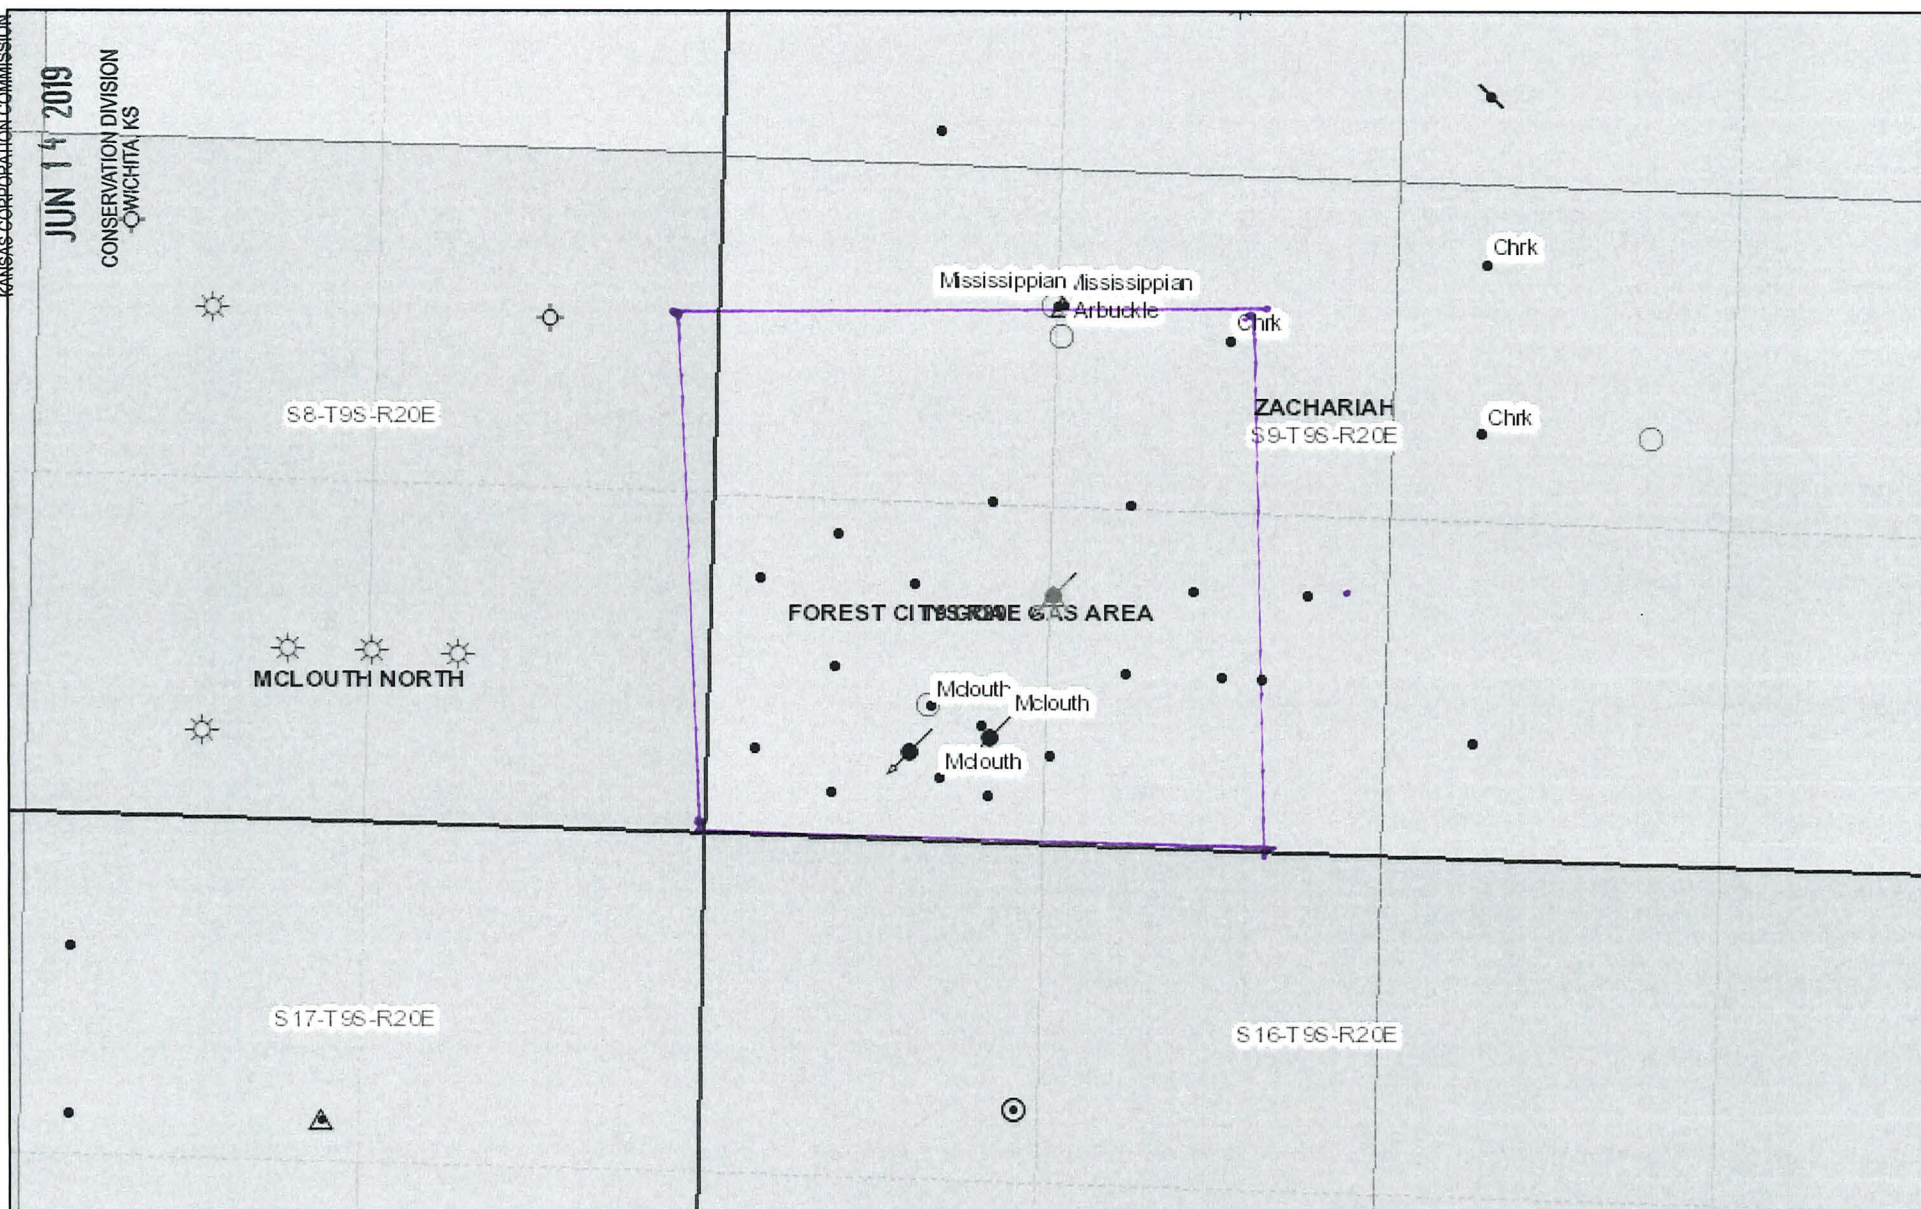 KANSAS CORPORATION COMMISSION
JUN 14 2019
CONSERVATION DIVISION
WICHITA, KS
Chrk
Mississippian
Mississippian
Arbuckle
Chrk
ZACHARIAH
S9-T9S-R20E
S8-T9S-R20E
Chrk
FOREST CITY
GAS AREA
MCLOUTH NORTH
Mclouth
Mclouth
Mclouth
S17-T9S-R20E
S16-T9S-R20E